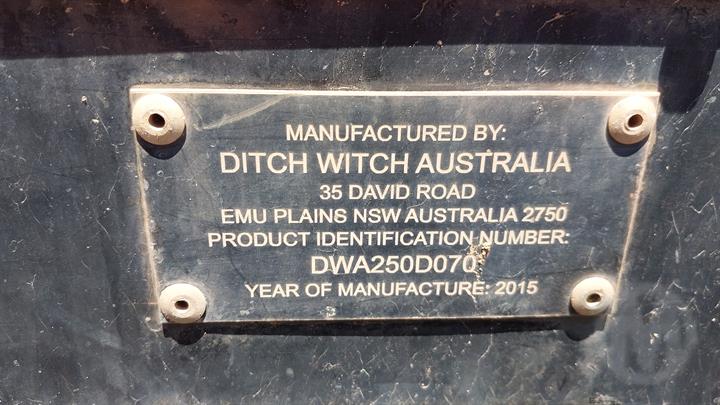 MANUFACTURED BY:
DITCH WITCH AUSTRALIA
35 DAVID ROAD
EMU PLAINS NSW AUSTRALIA 2750
PRODUCT IDENTIFICATION NUMBER:
DWA250D070
YEAR OF MANUFACTURE: 2015